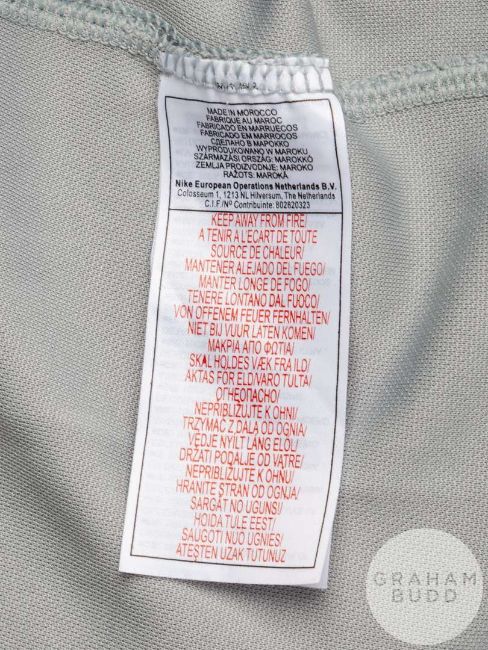 MADE IN MOROCCO
FABRIQUE AU MAROC
FABRICADO EN MARRUECOS
FABRICADO EM MARROCOS
СДЕЛАНО В МАРОККО
WYPRODUKOWANO W MAROKU
SZÁRMAZÁSI ORSZÁG: MAROKKÓ
ZEMLJA PROIZVODNJE: MAROKO
RAŽOTS: MAROKĀ
Nike European Operations Netherlands B.V.
Colosseum 1, 1213 NL Hilversum, The Netherlands
C.I.F/Nº Contribuinte: 802620323
KEEP AWAY FROM FIRE/
A TENIR A L'ECART DE TOUTE
SOURCE DE CHALEUR/
MANTENER ALEJADO DEL FUEGO/
MANTER LONGE DE FOGO/
TENERE LONTANO DAL FUOCO/
VON OFFENEM FEUER FERNHALTEN/
NIET BIJ VUUR LATEN KOMEN/
ΜΑΚΡΙΑ ΑΠΟ ΦΩΤΙΑ/
SKAL HOLDES VÆK FRA ILD/
AKTAS FOR ELD/VARO TULTA/
ОГНЕОПАСНО/
NEPRIBLIŽUJTE K OHNI/
TRZYMAĆ Z DALA OD OGNIA/
VÉDJE NYÍLT LÁNG ELŐL/
DRŽATI PODALJE OD VATRE/
NEPRIBLIŽUJTE K OHNI/
HRANITE STRAN OD OGNJA/
SARGĀT NO UGUNS/
HOIDA TULE EEST/
SAUGOTI NUO UGNIES/
ATEŞTEN UZAK TUTUNUZ
GRAHAM
BUDD